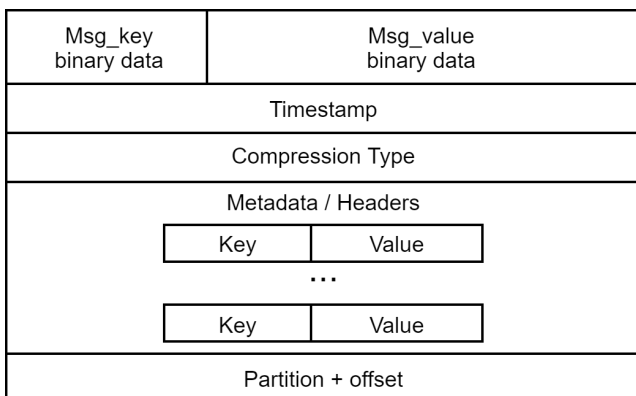 Msg_key
binary data
Msg_value
binary data
Timestamp
Compression Type
Metadata / Headers
Key Value
...
Key Value
Partition + offset